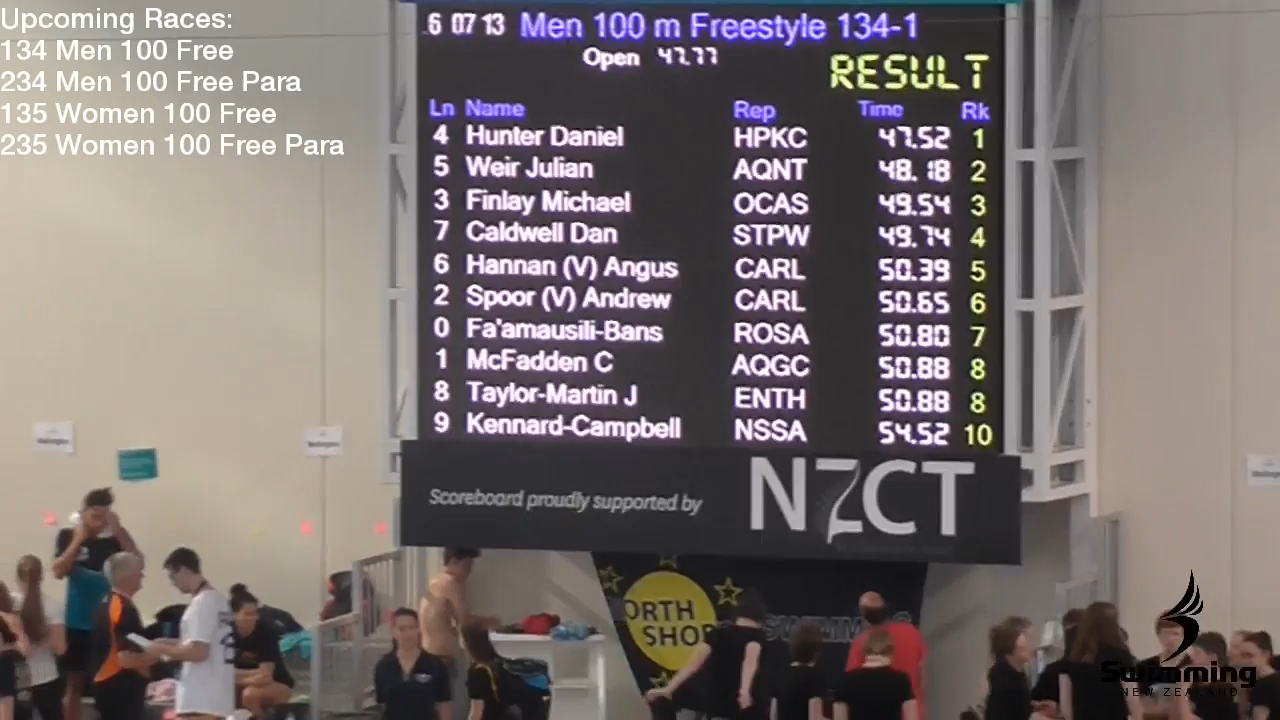 Upcoming Races:
134 Men 100 Free
234 Men 100 Free Para
135 Women 100 Free
235 Women 100 Free Para
6 07 13 Men 100 m Freestyle 134-1
Open 47.77
RESULT
Ln Name Rep Time Rk
4 Hunter Daniel HPKC 47.52 1
5 Weir Julian AQNT 48.18 2
3 Finlay Michael OCAS 49.54 3
7 Caldwell Dan STPW 49.74 4
6 Hannan (V) Angus CARL 50.39 5
2 Spoor (V) Andrew CARL 50.65 6
0 Fa'amausili-Bans ROSA 50.80 7
1 McFadden C AQGC 50.88 8
8 Taylor-Martin J ENTH 50.88 8
9 Kennard-Campbell NSSA 54.52 10
Scoreboard proudly supported by NZCT
ORTH
SHOR
SWIMMI
Swimming
NEW ZEALAND